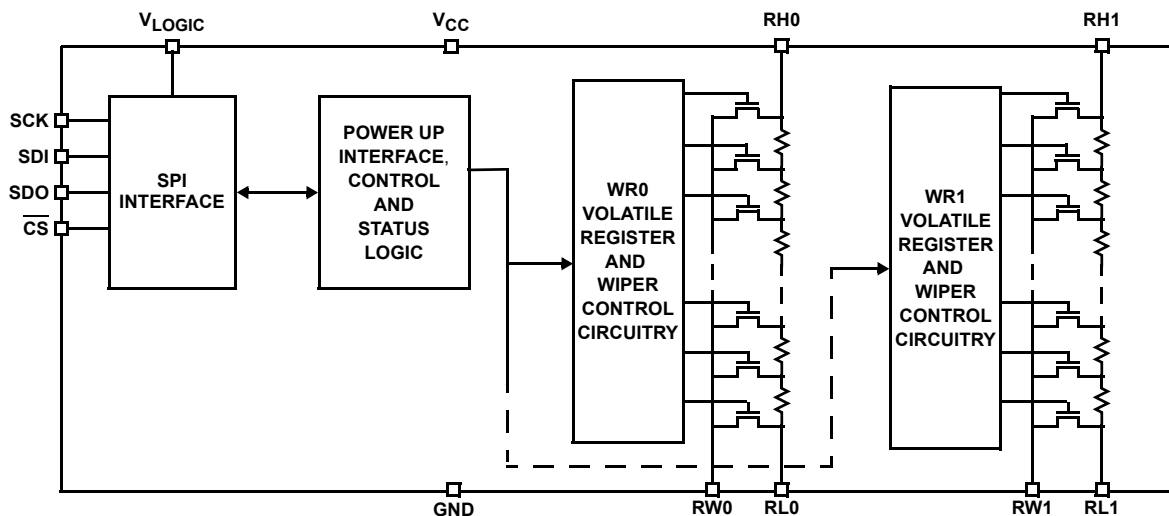 VLOGIC
VCC
RH0
RH1
SCK
SDI
SDO
CS
SPI
INTERFACE
POWER UP
INTERFACE,
CONTROL
AND
STATUS
LOGIC
WR0
VOLATILE
REGISTER
AND
WIPER
CONTROL
CIRCUITRY
WR1
VOLATILE
REGISTER
AND
WIPER
CONTROL
CIRCUITRY
GND
RW0
RL0
RW1
RL1